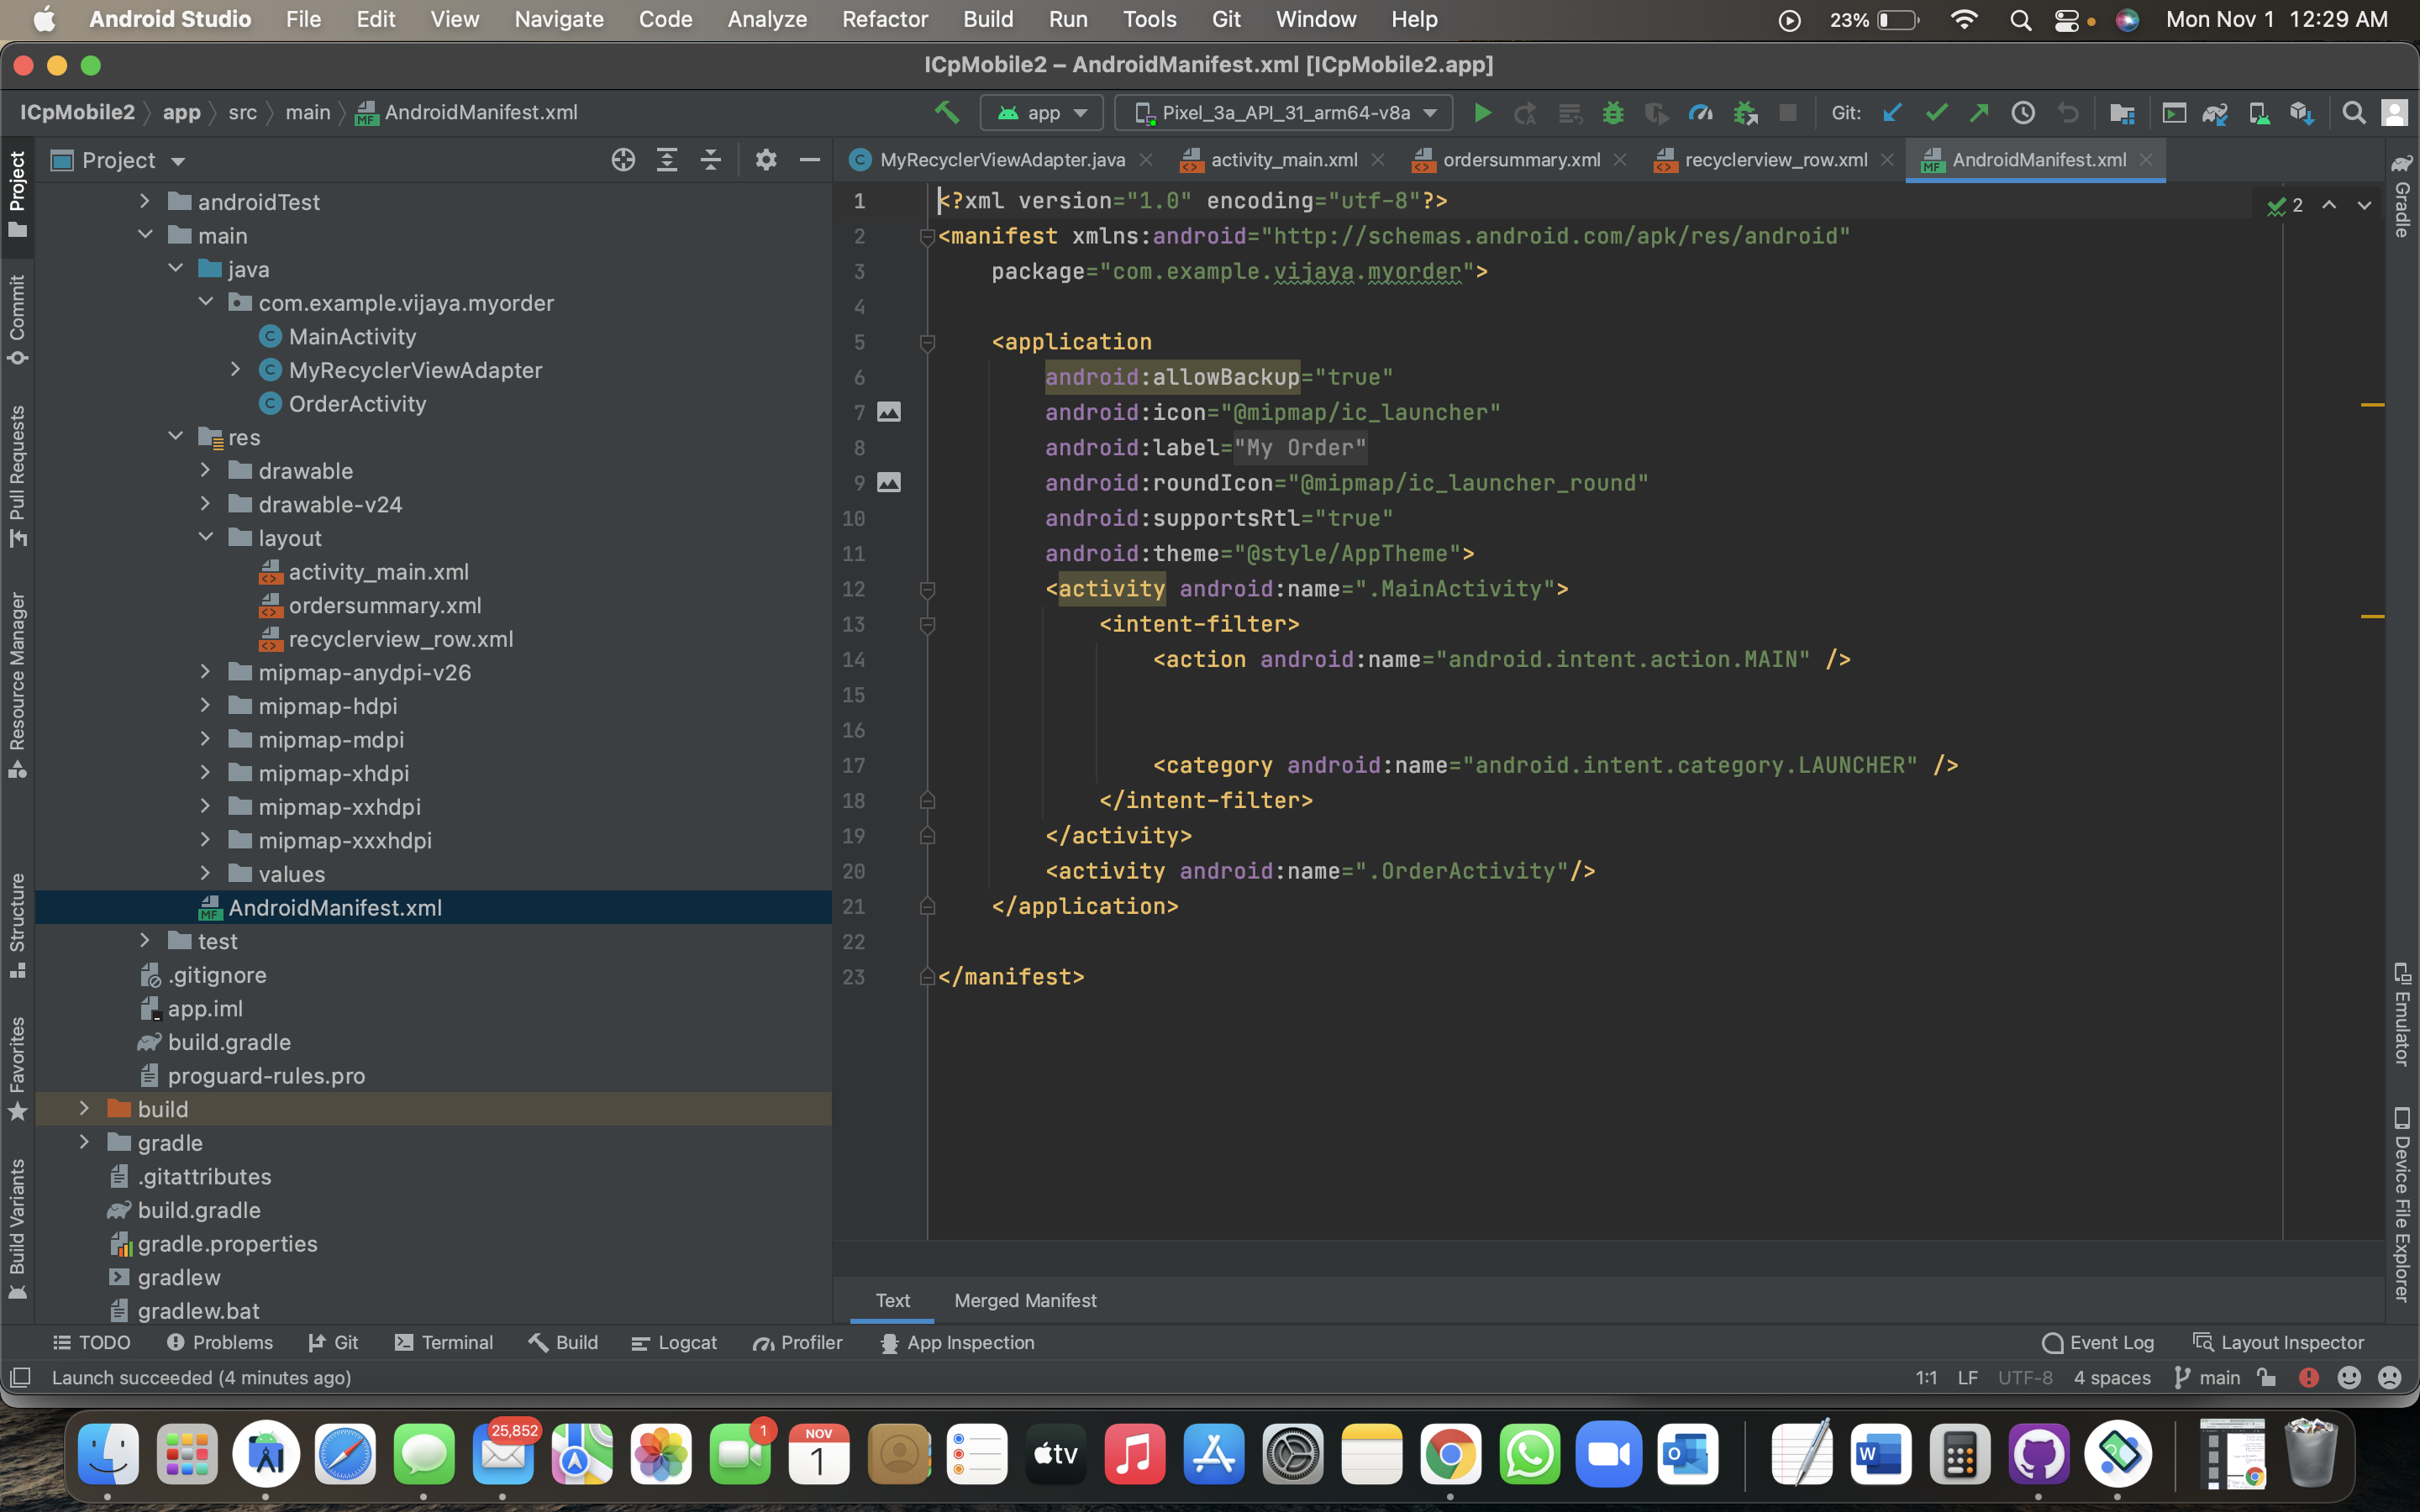 Android Studio File Edit View Navigate Code Analyze Refactor Build Run Tools Git Window Help 23% Mon Nov 1 12:29 AM
ICpMobile2 – AndroidManifest.xml [ICpMobile2.app]
ICpMobile2 app src main AndroidManifest.xml app Pixel_3a_API_31_arm64-v8a Git:
Project
MyRecyclerViewAdapter.java activity_main.xml ordersummary.xml recyclerview_row.xml AndroidManifest.xml
androidTest
main
java
com.example.vijaya.myorder
MainActivity
MyRecyclerViewAdapter
OrderActivity
res
drawable
drawable-v24
layout
activity_main.xml
ordersummary.xml
recyclerview_row.xml
mipmap-anydpi-v26
mipmap-hdpi
mipmap-mdpi
mipmap-xhdpi
mipmap-xxhdpi
mipmap-xxxhdpi
values
AndroidManifest.xml
test
.gitignore
app.iml
build.gradle
proguard-rules.pro
build
gradle
.gitattributes
build.gradle
gradle.properties
gradlew
gradlew.bat
Project
Commit
Pull Requests
Resource Manager
Structure
Favorites
Build Variants
1 <?xml version="1.0" encoding="utf-8"?>
2 <manifest xmlns:android="http://schemas.android.com/apk/res/android"
3 package="com.example.vijaya.myorder">
4
5 <application
6 android:allowBackup="true"
7 android:icon="@mipmap/ic_launcher"
8 android:label="My Order"
9 android:roundIcon="@mipmap/ic_launcher_round"
10 android:supportsRtl="true"
11 android:theme="@style/AppTheme">
12 <activity android:name=".MainActivity">
13 <intent-filter>
14 <action android:name="android.intent.action.MAIN" />
15
16
17 <category android:name="android.intent.category.LAUNCHER" />
18 </intent-filter>
19 </activity>
20 <activity android:name=".OrderActivity"/>
21 </application>
22
23 </manifest>
2
Gradle
Emulator
Device File Explorer
Text Merged Manifest
TODO Problems Git Terminal Build Logcat Profiler App Inspection Event Log Layout Inspector
Launch succeeded (4 minutes ago) 1:1 LF UTF-8 4 spaces main
25,852
1
NOV
1
tv
W